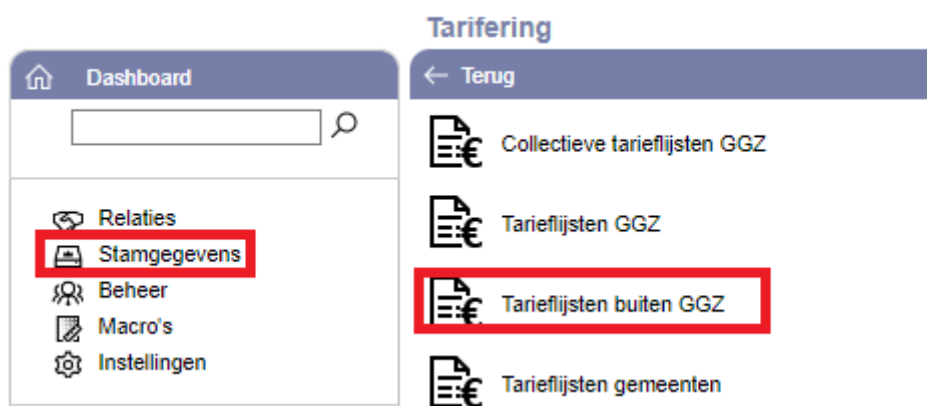 Tarifering
Dashboard
Terug
Relaties
Stamgegevens
Beheer
Macro's
Instellingen
Collectieve tarieflijsten GGZ
Tarieflijsten GGZ
Tarieflijsten buiten GGZ
Tarieflijsten gemeenten